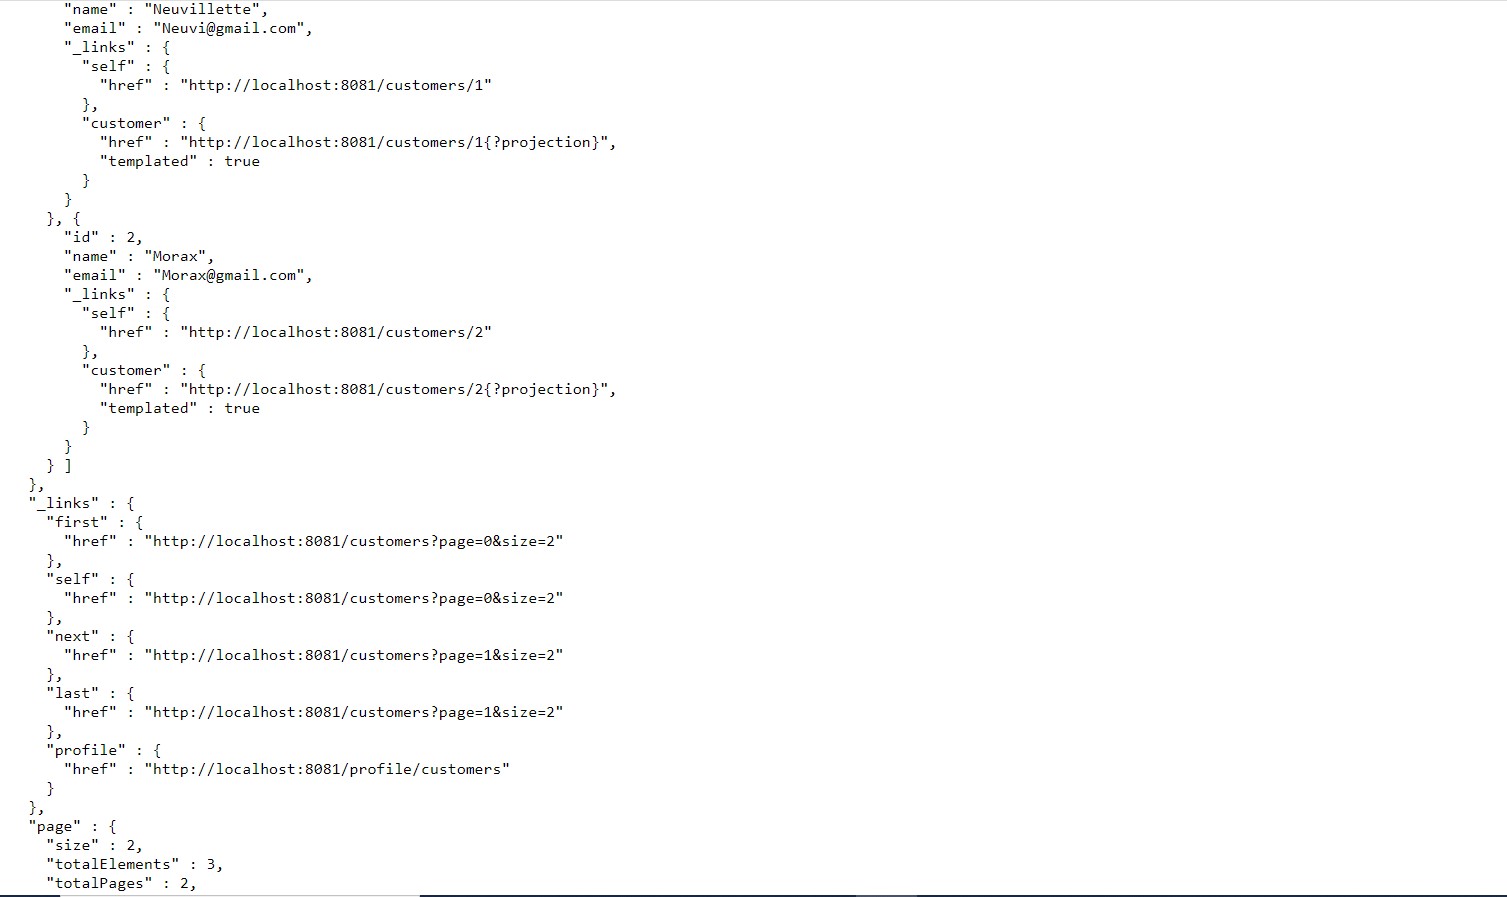 "name" : "Neuvillette",
"email" : "Neuvi@gmail.com",
"_links" : {
"self" : {
"href" : "http://localhost:8081/customers/1"
},
"customer" : {
"href" : "http://localhost:8081/customers/1{?projection}",
"templated" : true
}
}
}, {
"id" : 2,
"name" : "Morax",
"email" : "Morax@gmail.com",
"_links" : {
"self" : {
"href" : "http://localhost:8081/customers/2"
},
"customer" : {
"href" : "http://localhost:8081/customers/2{?projection}",
"templated" : true
}
}
} ]
},
"_links" : {
"first" : {
"href" : "http://localhost:8081/customers?page=0&size=2"
},
"self" : {
"href" : "http://localhost:8081/customers?page=0&size=2"
},
"next" : {
"href" : "http://localhost:8081/customers?page=1&size=2"
},
"last" : {
"href" : "http://localhost:8081/customers?page=1&size=2"
},
"profile" : {
"href" : "http://localhost:8081/profile/customers"
}
},
"page" : {
"size" : 2,
"totalElements" : 3,
"totalPages" : 2,